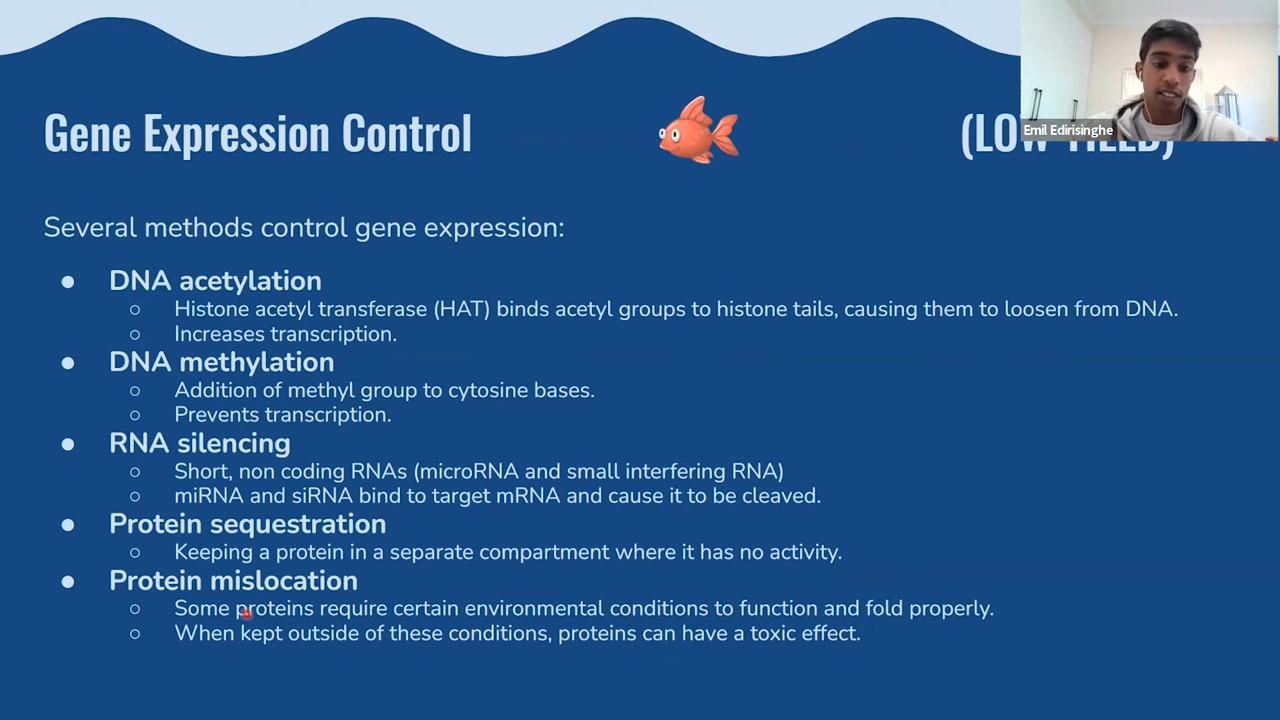 Gene Expression Control
(LOW YIELD)
Emil Edirisinghe
Several methods control gene expression:
● DNA acetylation
○ Histone acetyl transferase (HAT) binds acetyl groups to histone tails, causing them to loosen from DNA.
○ Increases transcription.
● DNA methylation
○ Addition of methyl group to cytosine bases.
○ Prevents transcription.
● RNA silencing
○ Short, non coding RNAs (microRNA and small interfering RNA)
○ miRNA and siRNA bind to target mRNA and cause it to be cleaved.
● Protein sequestration
○ Keeping a protein in a separate compartment where it has no activity.
● Protein mislocation
○ Some proteins require certain environmental conditions to function and fold properly.
○ When kept outside of these conditions, proteins can have a toxic effect.